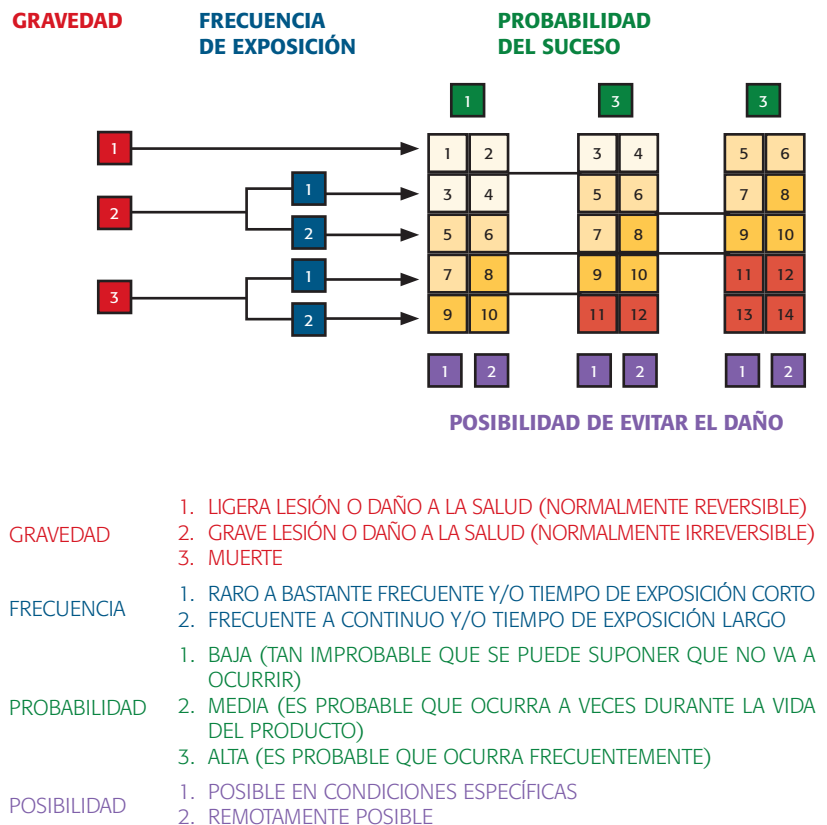 GRAVEDAD
FRECUENCIA
DE EXPOSICIÓN
PROBABILIDAD
DEL SUCESO
1 3 3
1 1 2 3 4 5 6
1 3 4 5 6 7 8
2
2 5 6 7 8 9 10
1 7 8 9 10 11 12
3
2 9 10 11 12 13 14
1 2 1 2 1 2
POSIBILIDAD DE EVITAR EL DAÑO
GRAVEDAD
1. LIGERA LESIÓN O DAÑO A LA SALUD (NORMALMENTE REVERSIBLE)
2. GRAVE LESIÓN O DAÑO A LA SALUD (NORMALMENTE IRREVERSIBLE)
3. MUERTE
FRECUENCIA
1. RARO A BASTANTE FRECUENTE Y/O TIEMPO DE EXPOSICIÓN CORTO
2. FRECUENTE A CONTINUO Y/O TIEMPO DE EXPOSICIÓN LARGO
PROBABILIDAD
1. BAJA (TAN IMPROBABLE QUE SE PUEDE SUPONER QUE NO VA A
OCURRIR)
2. MEDIA (ES PROBABLE QUE OCURRA A VECES DURANTE LA VIDA
DEL PRODUCTO)
3. ALTA (ES PROBABLE QUE OCURRA FRECUENTEMENTE)
POSIBILIDAD
1. POSIBLE EN CONDICIONES ESPECÍFICAS
2. REMOTAMENTE POSIBLE